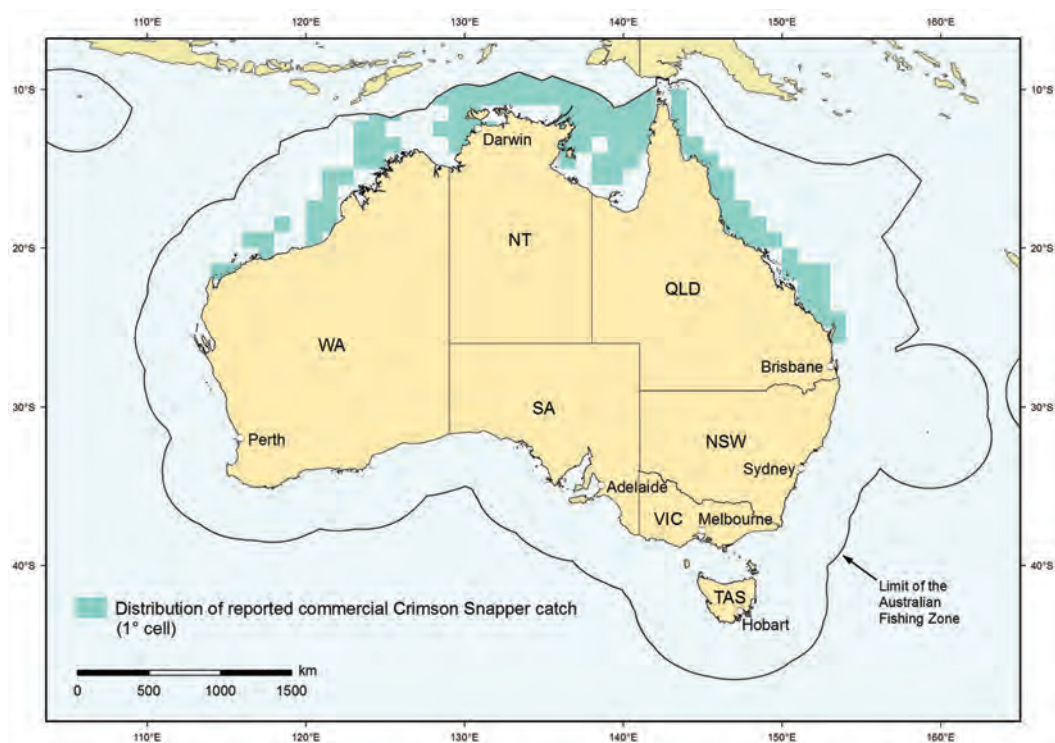 110°E 120°E 130°E 140°E 150°E 160°E
10°S 10°S
Darwin
20°S NT 20°S
QLD
WA
Brisbane
30°S SA 30°S
NSW
Perth
Sydney
Adelaide
VIC Melbourne
40°S 40°S
TAS
Hobart
Limit of the
Australian
Fishing Zone
Distribution of reported commercial Crimson Snapper catch
(1° cell)
km
0 500 1000 1500
110°E 120°E 130°E 140°E 150°E 160°E